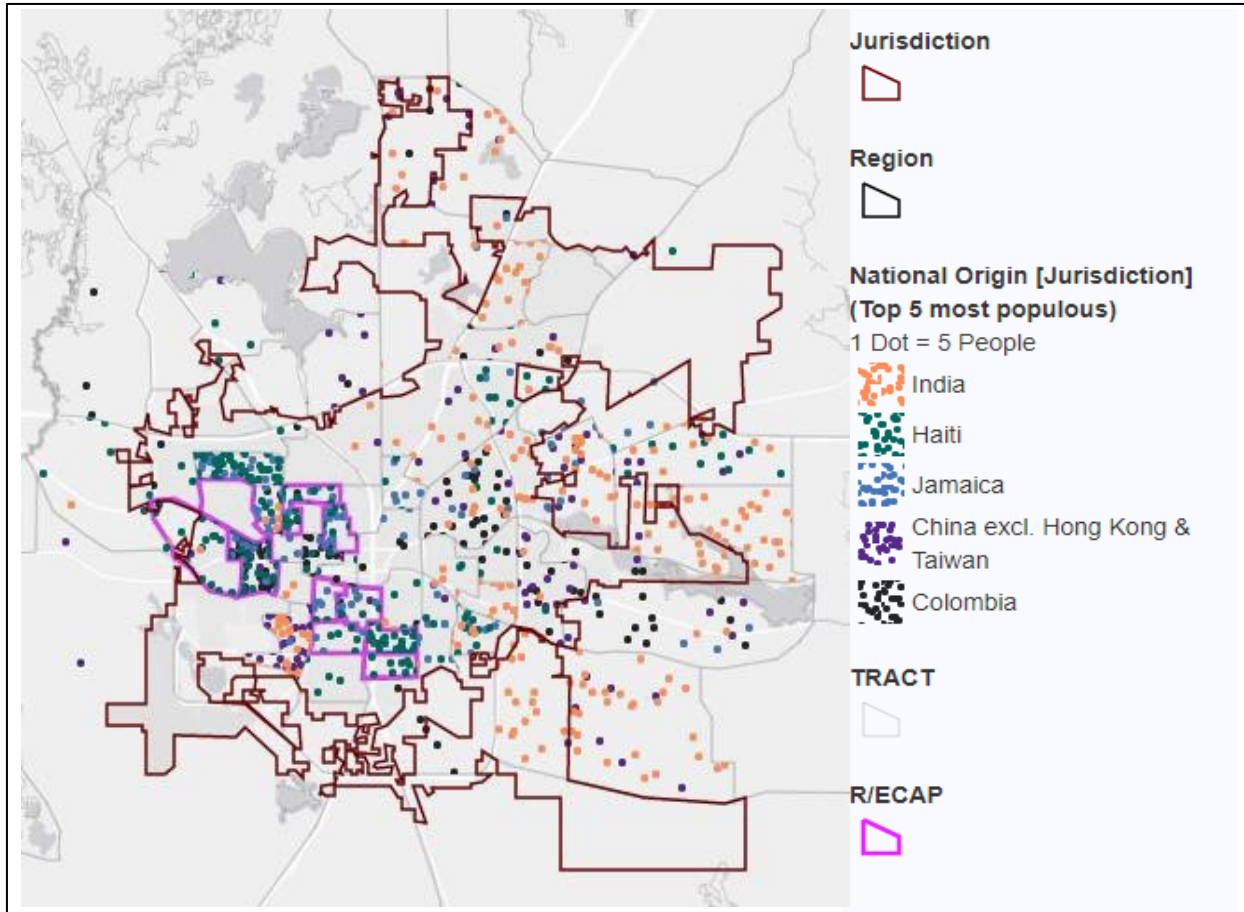 Jurisdiction
Region
National Origin [Jurisdiction]
(Top 5 most populous)
1 Dot = 5 People
India
Haiti
Jamaica
China excl. Hong Kong &
Taiwan
Colombia
TRACT
R/ECAP